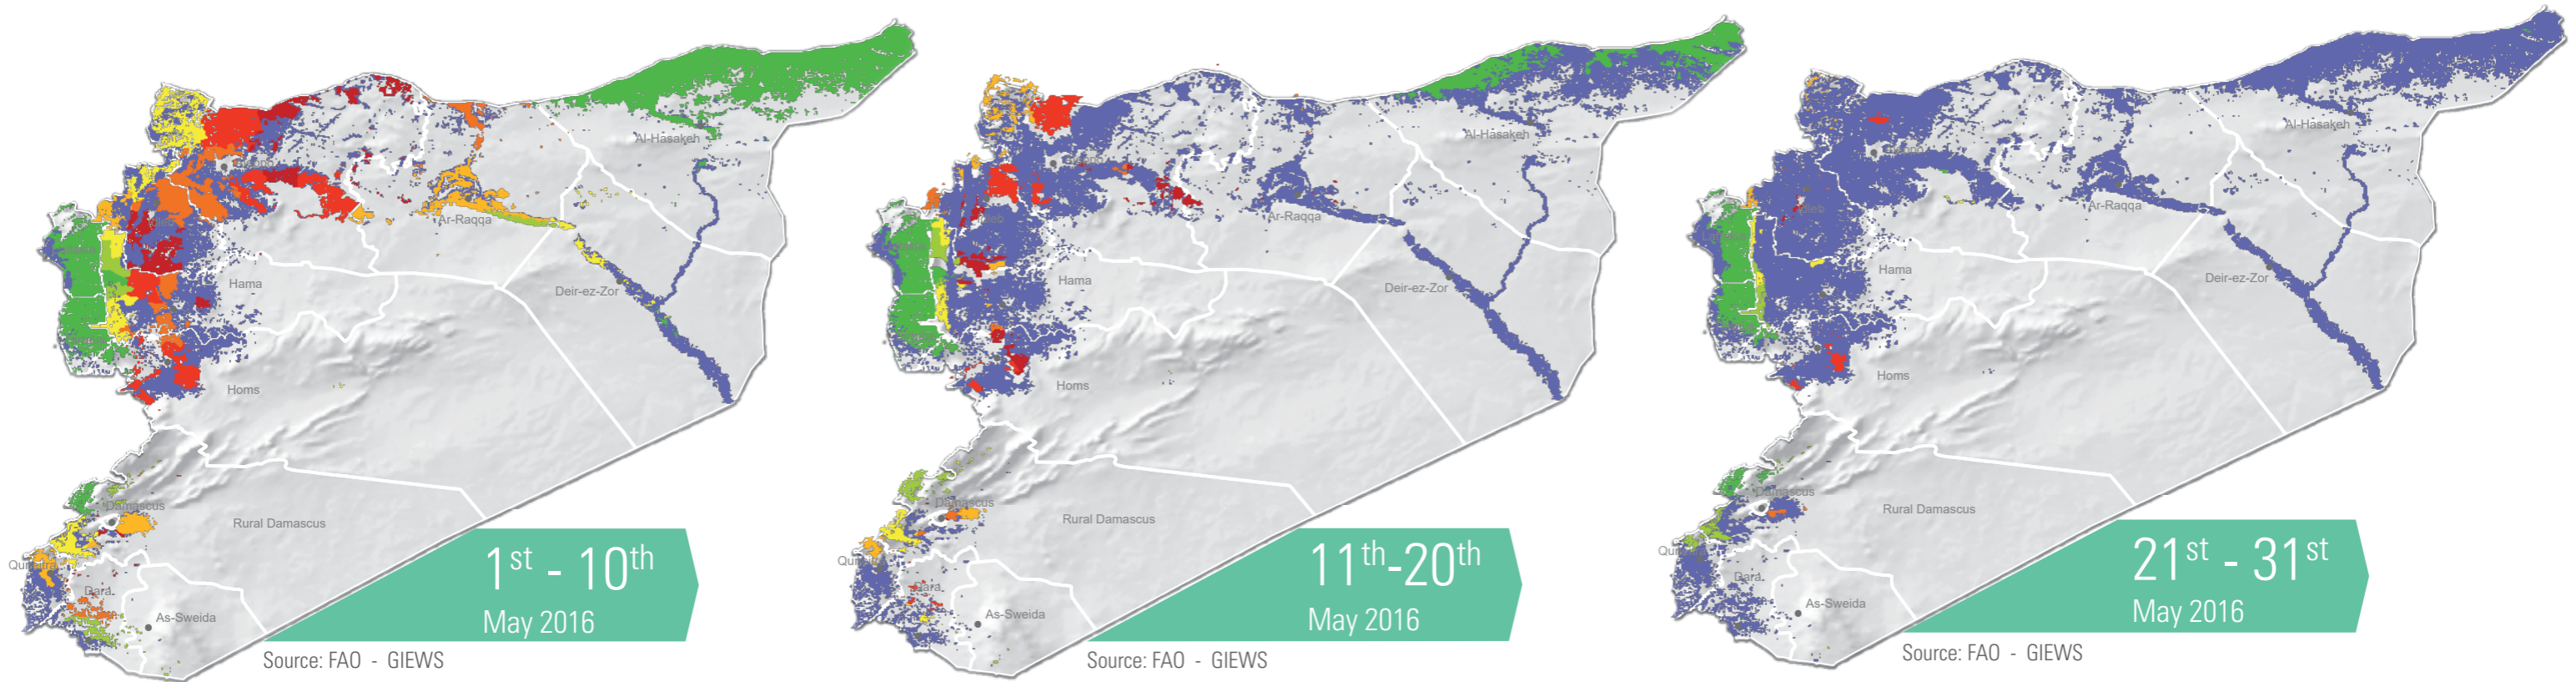 Al-Hasakeh
Ar-Raqqa
Hama
Deir-ez-Zor
Homs
Damascus
Rural Damascus
Dara
As-Sweida
1st - 10th
May 2016
Source: FAO - GIEWS
Al-Hasakeh
Ar-Raqqa
Hama
Deir-ez-Zor
Homs
Damascus
Rural Damascus
Dara
As-Sweida
11th-20th
May 2016
Source: FAO - GIEWS
Al-Hasakeh
Ar-Raqqa
Hama
Deir-ez-Zor
Homs
Damascus
Rural Damascus
Dara
As-Sweida
21st - 31st
May 2016
Source: FAO - GIEWS